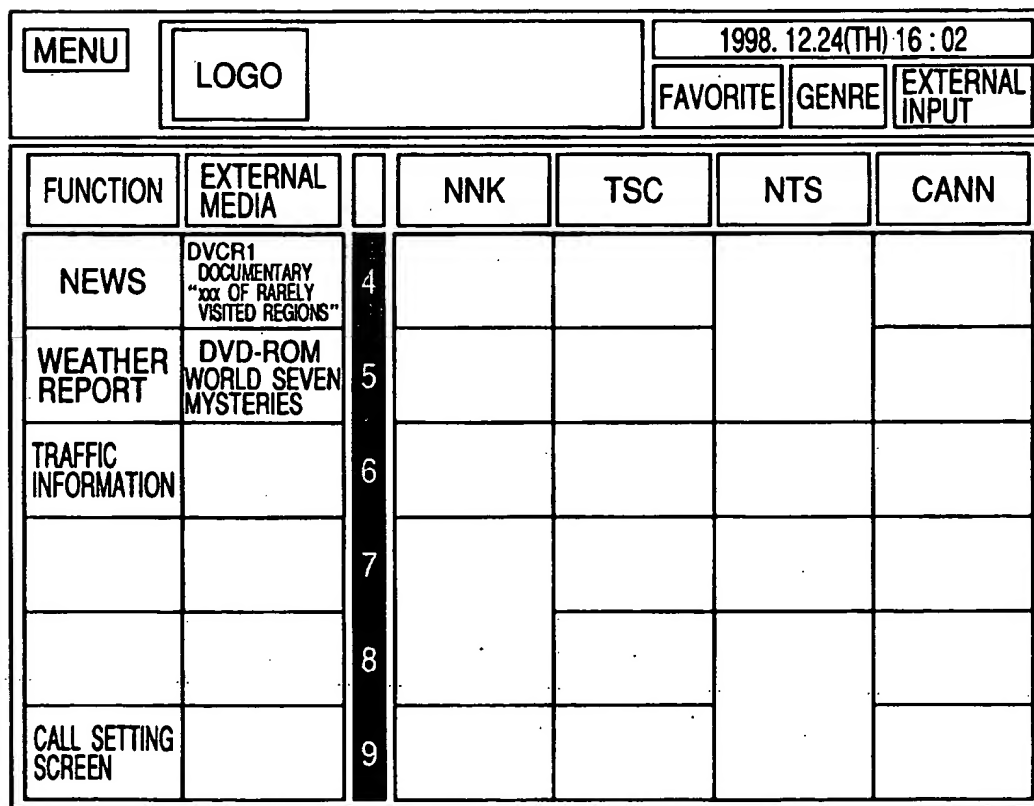 MENU
LOGO
1998. 12.24(TH) 16 : 02
FAVORITE
GENRE
EXTERNAL
INPUT
FUNCTION
EXTERNAL
MEDIA
NNK
TSC
NTS
CANN
NEWS
DVCR1
DOCUMENTARY
“xxx OF RARELY
VISITED REGIONS”
4
WEATHER
REPORT
DVD-ROM
WORLD SEVEN
MYSTERIES
5
TRAFFIC
INFORMATION
6
7
8
CALL SETTING
SCREEN
9